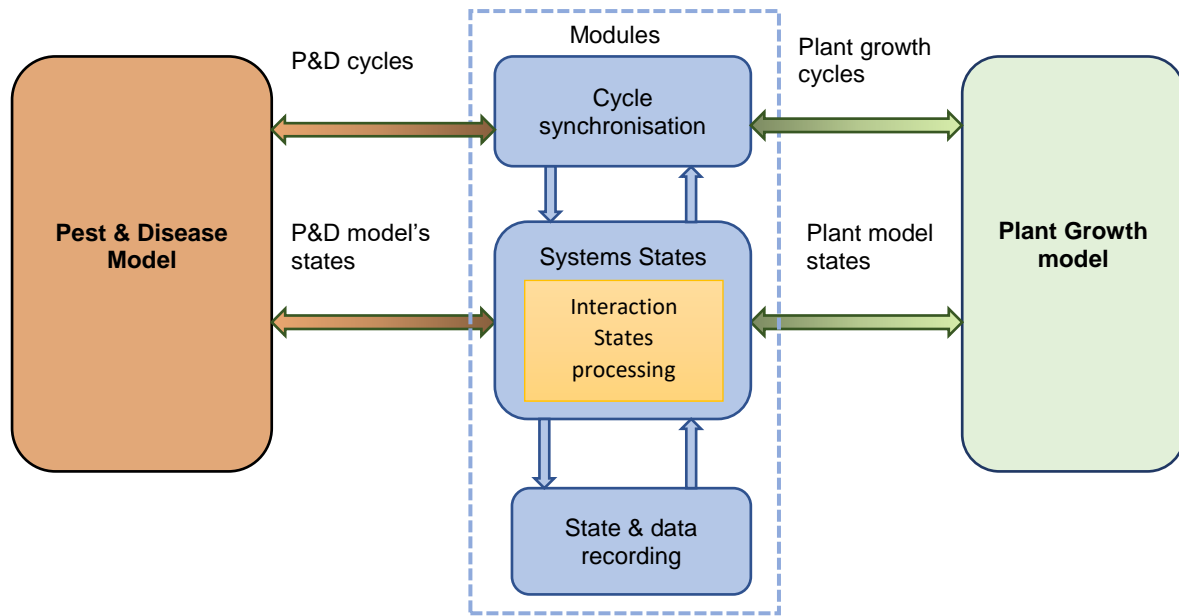 Modules
P&D cycles
Plant growth
cycles
Cycle
synchronisation
Pest & Disease
Model
P&D model’s
states
Systems States
Interaction
States
processing
Plant model
states
Plant Growth
model
State & data
recording